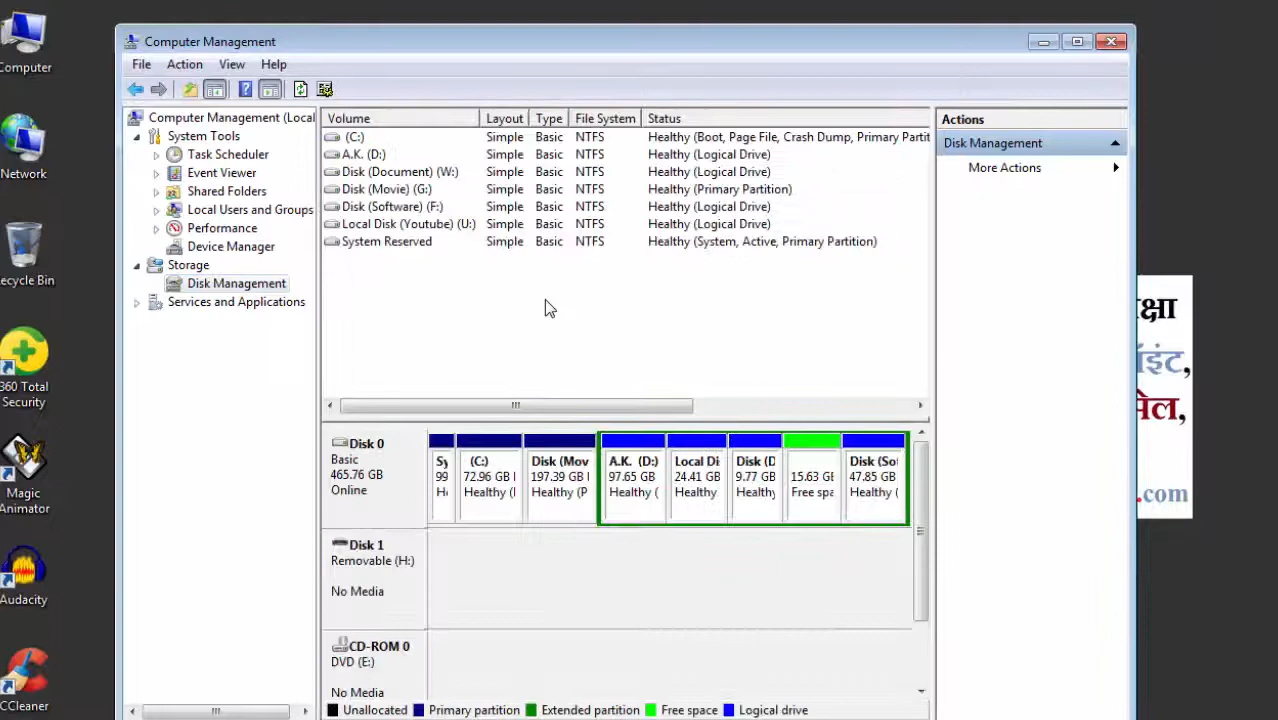 Computer
Network
ecycle Bin
360 Total
Security
Magic
Animator
Audacity
CCleaner
Computer Management
File Action View Help
Computer Management (Local
System Tools
Task Scheduler
Event Viewer
Shared Folders
Local Users and Groups
Performance
Device Manager
Storage
Disk Management
Services and Applications
Volume Layout Type File System Status
(C:) Simple Basic NTFS Healthy (Boot, Page File, Crash Dump, Primary Partit
A.K. (D:) Simple Basic NTFS Healthy (Logical Drive)
Disk (Document) (W:) Simple Basic NTFS Healthy (Logical Drive)
Disk (Movie) (G:) Simple Basic NTFS Healthy (Primary Partition)
Disk (Software) (F:) Simple Basic NTFS Healthy (Logical Drive)
Local Disk (Youtube) (U:) Simple Basic NTFS Healthy (Logical Drive)
System Reserved Simple Basic NTFS Healthy (System, Active, Primary Partition)
Disk 0
Basic
465.76 GB
Online
Sy
99
H
(C:)
72.96 GB
Healthy (
Disk (Mov
197.39 GB
Healthy (P
A.K. (D:)
97.65 GB
Healthy (
Local Di
24.41 GB
Healthy
Disk (D
9.77 GB
Healthy
15.63 GB
Free spa
Disk (So
47.85 GB
Healthy (
Disk 1
Removable (H:)
No Media
CD-ROM 0
DVD (E:)
No Media
Unallocated Primary partition Extended partition Free space Logical drive
Actions
Disk Management
More Actions
.com